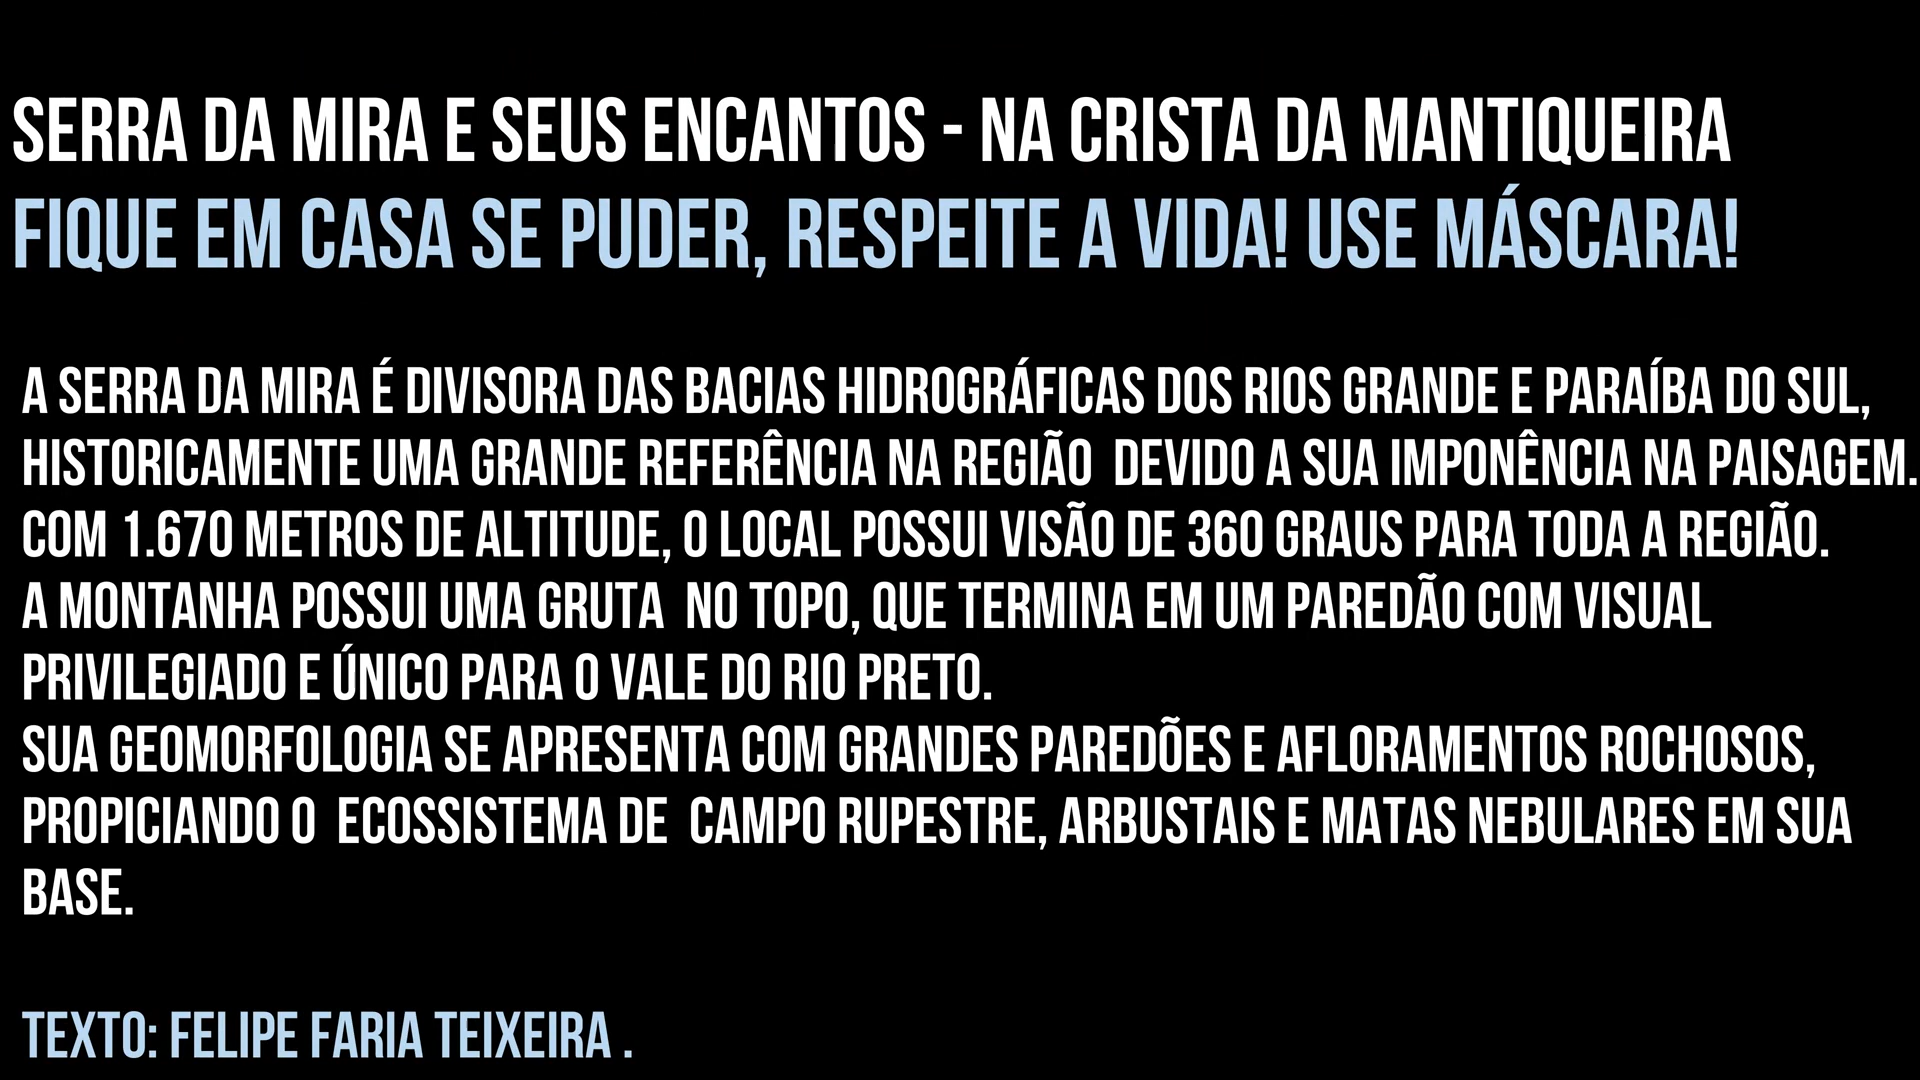 SERRA DA MIRA E SEUS ENCANTOS - NA CRISTA DA MANTIQUEIRA
FIQUE EM CASA SE PUDER, RESPEITE A VIDA! USE MÁSCARA!
A SERRA DA MIRA É DIVISORA DAS BACIAS HIDROGRÁFICAS DOS RIOS GRANDE E PARAÍBA DO SUL,
HISTORICAMENTE UMA GRANDE REFERÊNCIA NA REGIÃO DEVIDO A SUA IMPONÊNCIA NA PAISAGEM.
COM 1.670 METROS DE ALTITUDE, O LOCAL POSSUI VISÃO DE 360 GRAUS PARA TODA A REGIÃO.
A MONTANHA POSSUI UMA GRUTA NO TOPO, QUE TERMINA EM UM PAREDÃO COM VISUAL
PRIVILEGIADO E ÚNICO PARA O VALE DO RIO PRETO.
SUA GEOMORFOLOGIA SE APRESENTA COM GRANDES PAREDÕES E AFLORAMENTOS ROCHOSOS,
PROPICIANDO O ECOSSISTEMA DE CAMPO RUPESTRE, ARBUSTAIS E MATAS NEBULARES EM SUA
BASE.
TEXTO: FELIPE FARIA TEIXEIRA .